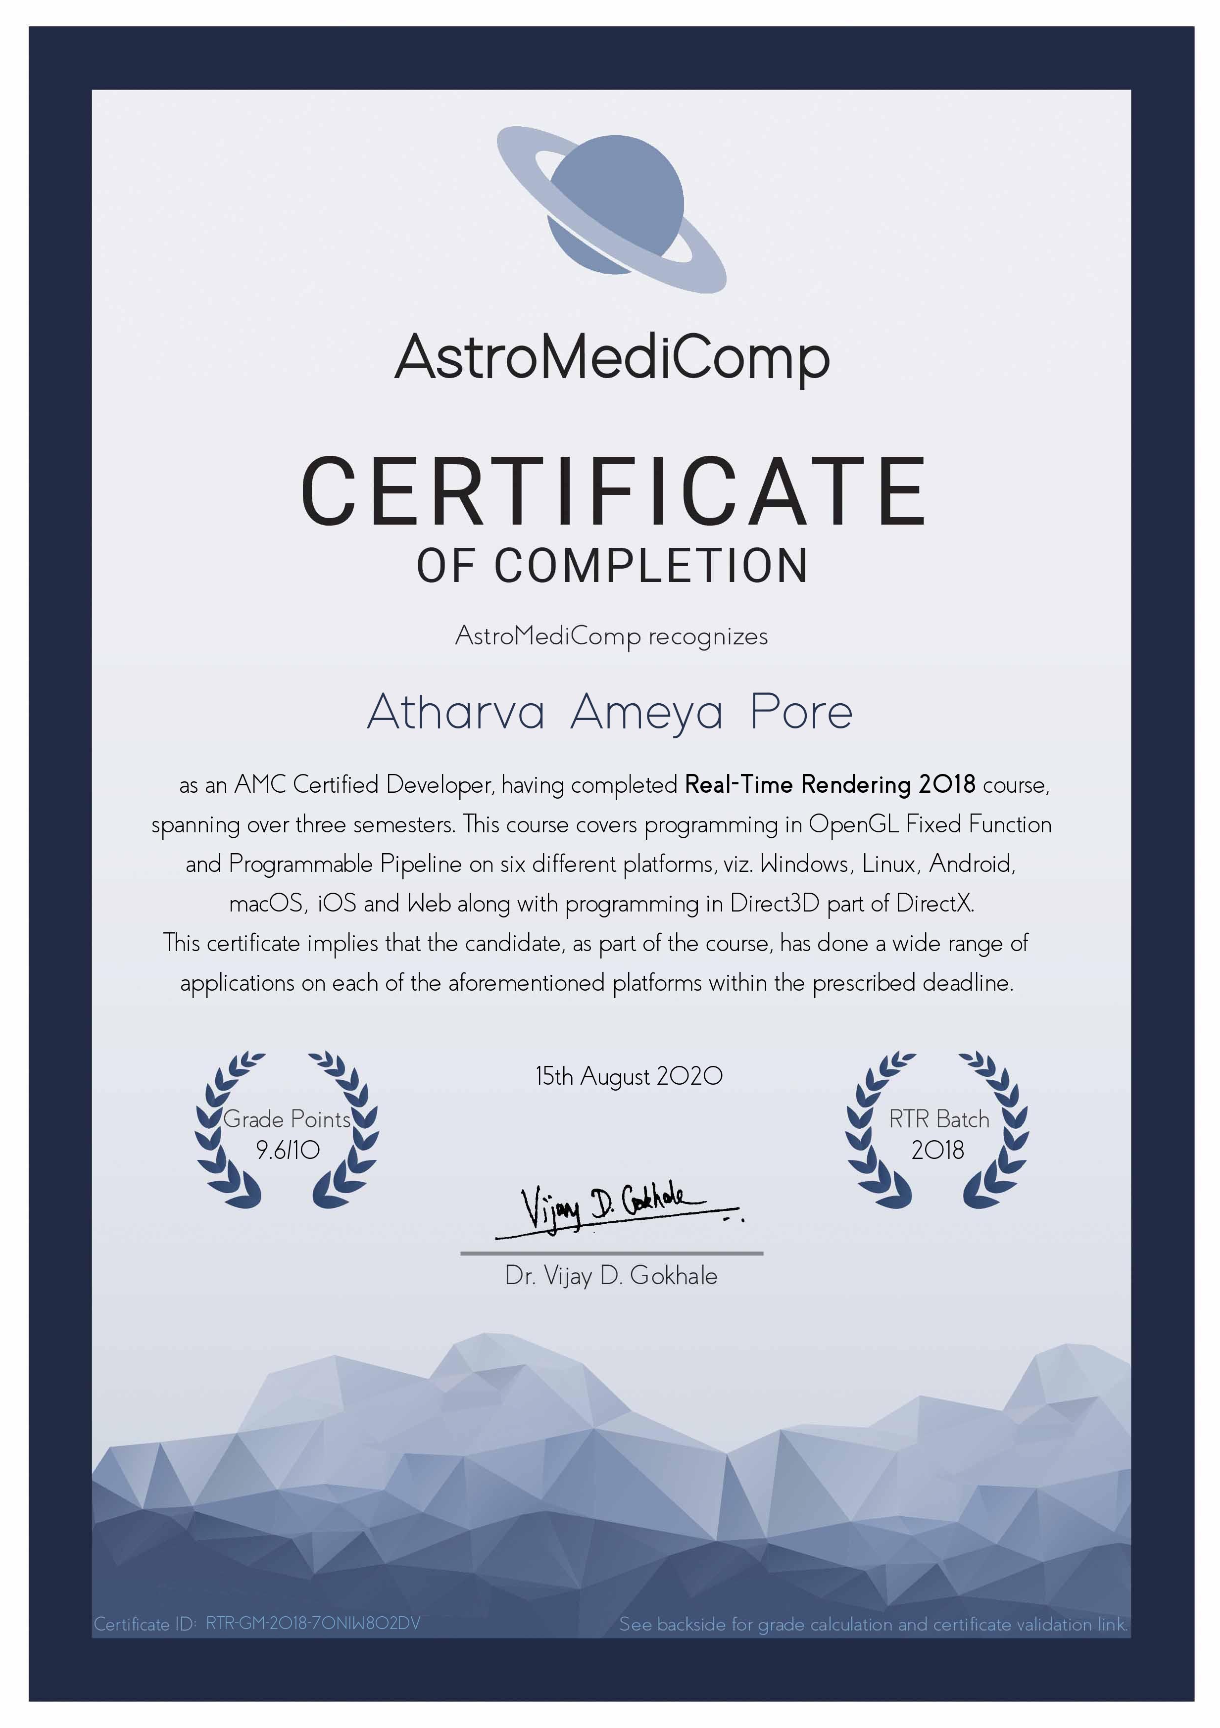 AstroMediComp
CERTIFICATE
OF COMPLETION
AstroMediComp recognizes
Atharva Ameya Pore
as an AMC Certified Developer, having completed Real-Time Rendering 2018 course,
spanning over three semesters. This course covers programming in OpenGL Fixed Function
and Programmable Pipeline on six different platforms, viz. Windows, Linux, Android,
macOS, iOS and Web along with programming in Direct3D part of DirectX.
This certificate implies that the candidate, as part of the course, has done a wide range of
applications on each of the aforementioned platforms within the prescribed deadline.
15th August 2020
Grade Points
9.6/10
RTR Batch
2018
Vijay D. Gokhale
Dr. Vijay D. Gokhale
Certificate ID: RTR-GM-2018-70NIW802DV
See backside for grade calculation and certificate validation link.